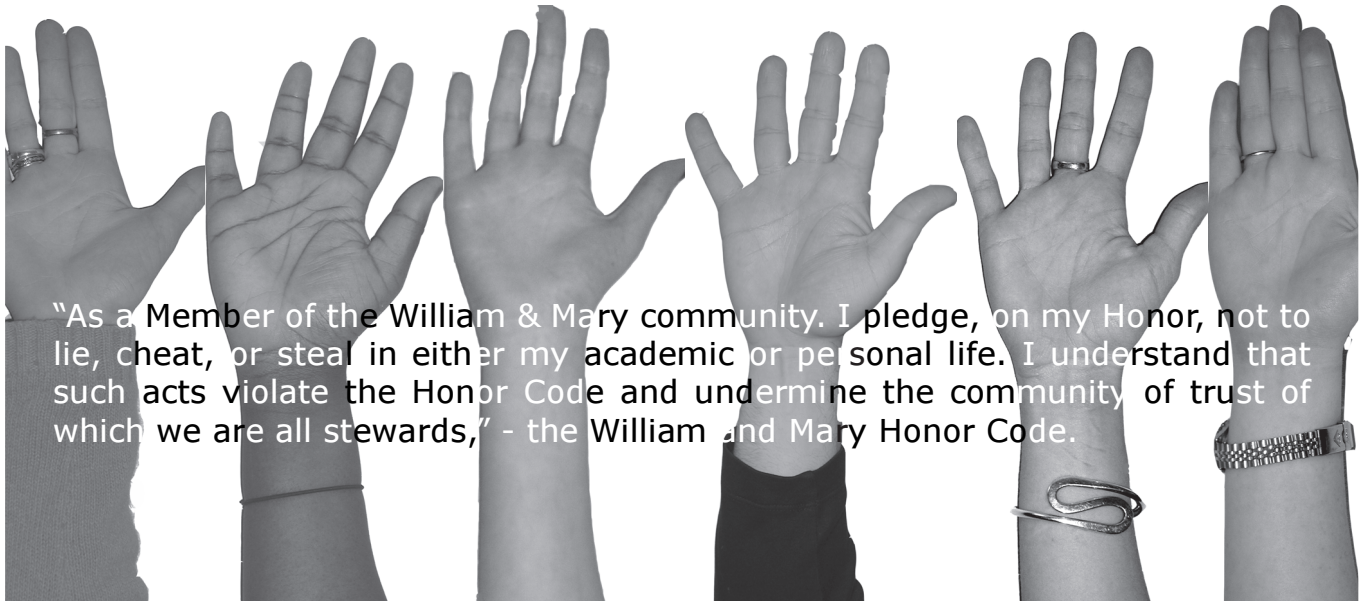 “As a Member of the William & Mary community. I pledge, on my Honor, not to
lie, cheat, or steal in either my academic or personal life. I understand that
such acts violate the Honor Code and undermine the community of trust of
which we are all stewards,” - the William and Mary Honor Code.